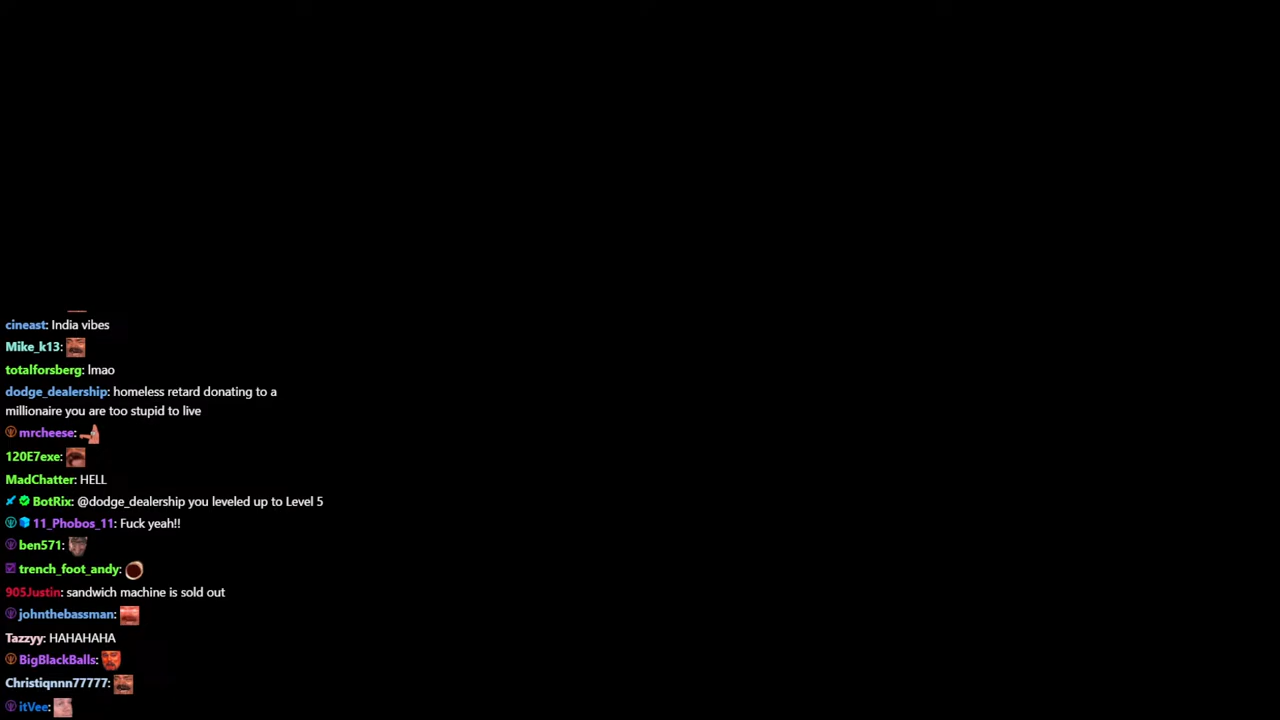 cineast: India vibes
Mike_k13:
totalforsberg: lmao
dodge_dealership: homeless retard donating to a
millionaire you are too stupid to live
mrcheese:
120E7exe:
MadChatter: HELL
BotRix: @dodge_dealership you leveled up to Level 5
11_Phobos_11: Fuck yeah!!
ben571:
trench_foot_andy:
905Justin: sandwich machine is sold out
johnthebassman:
Tazzyy: HAHAHAHA
BigBlackBalls:
Christiqnnn77777:
itVee: